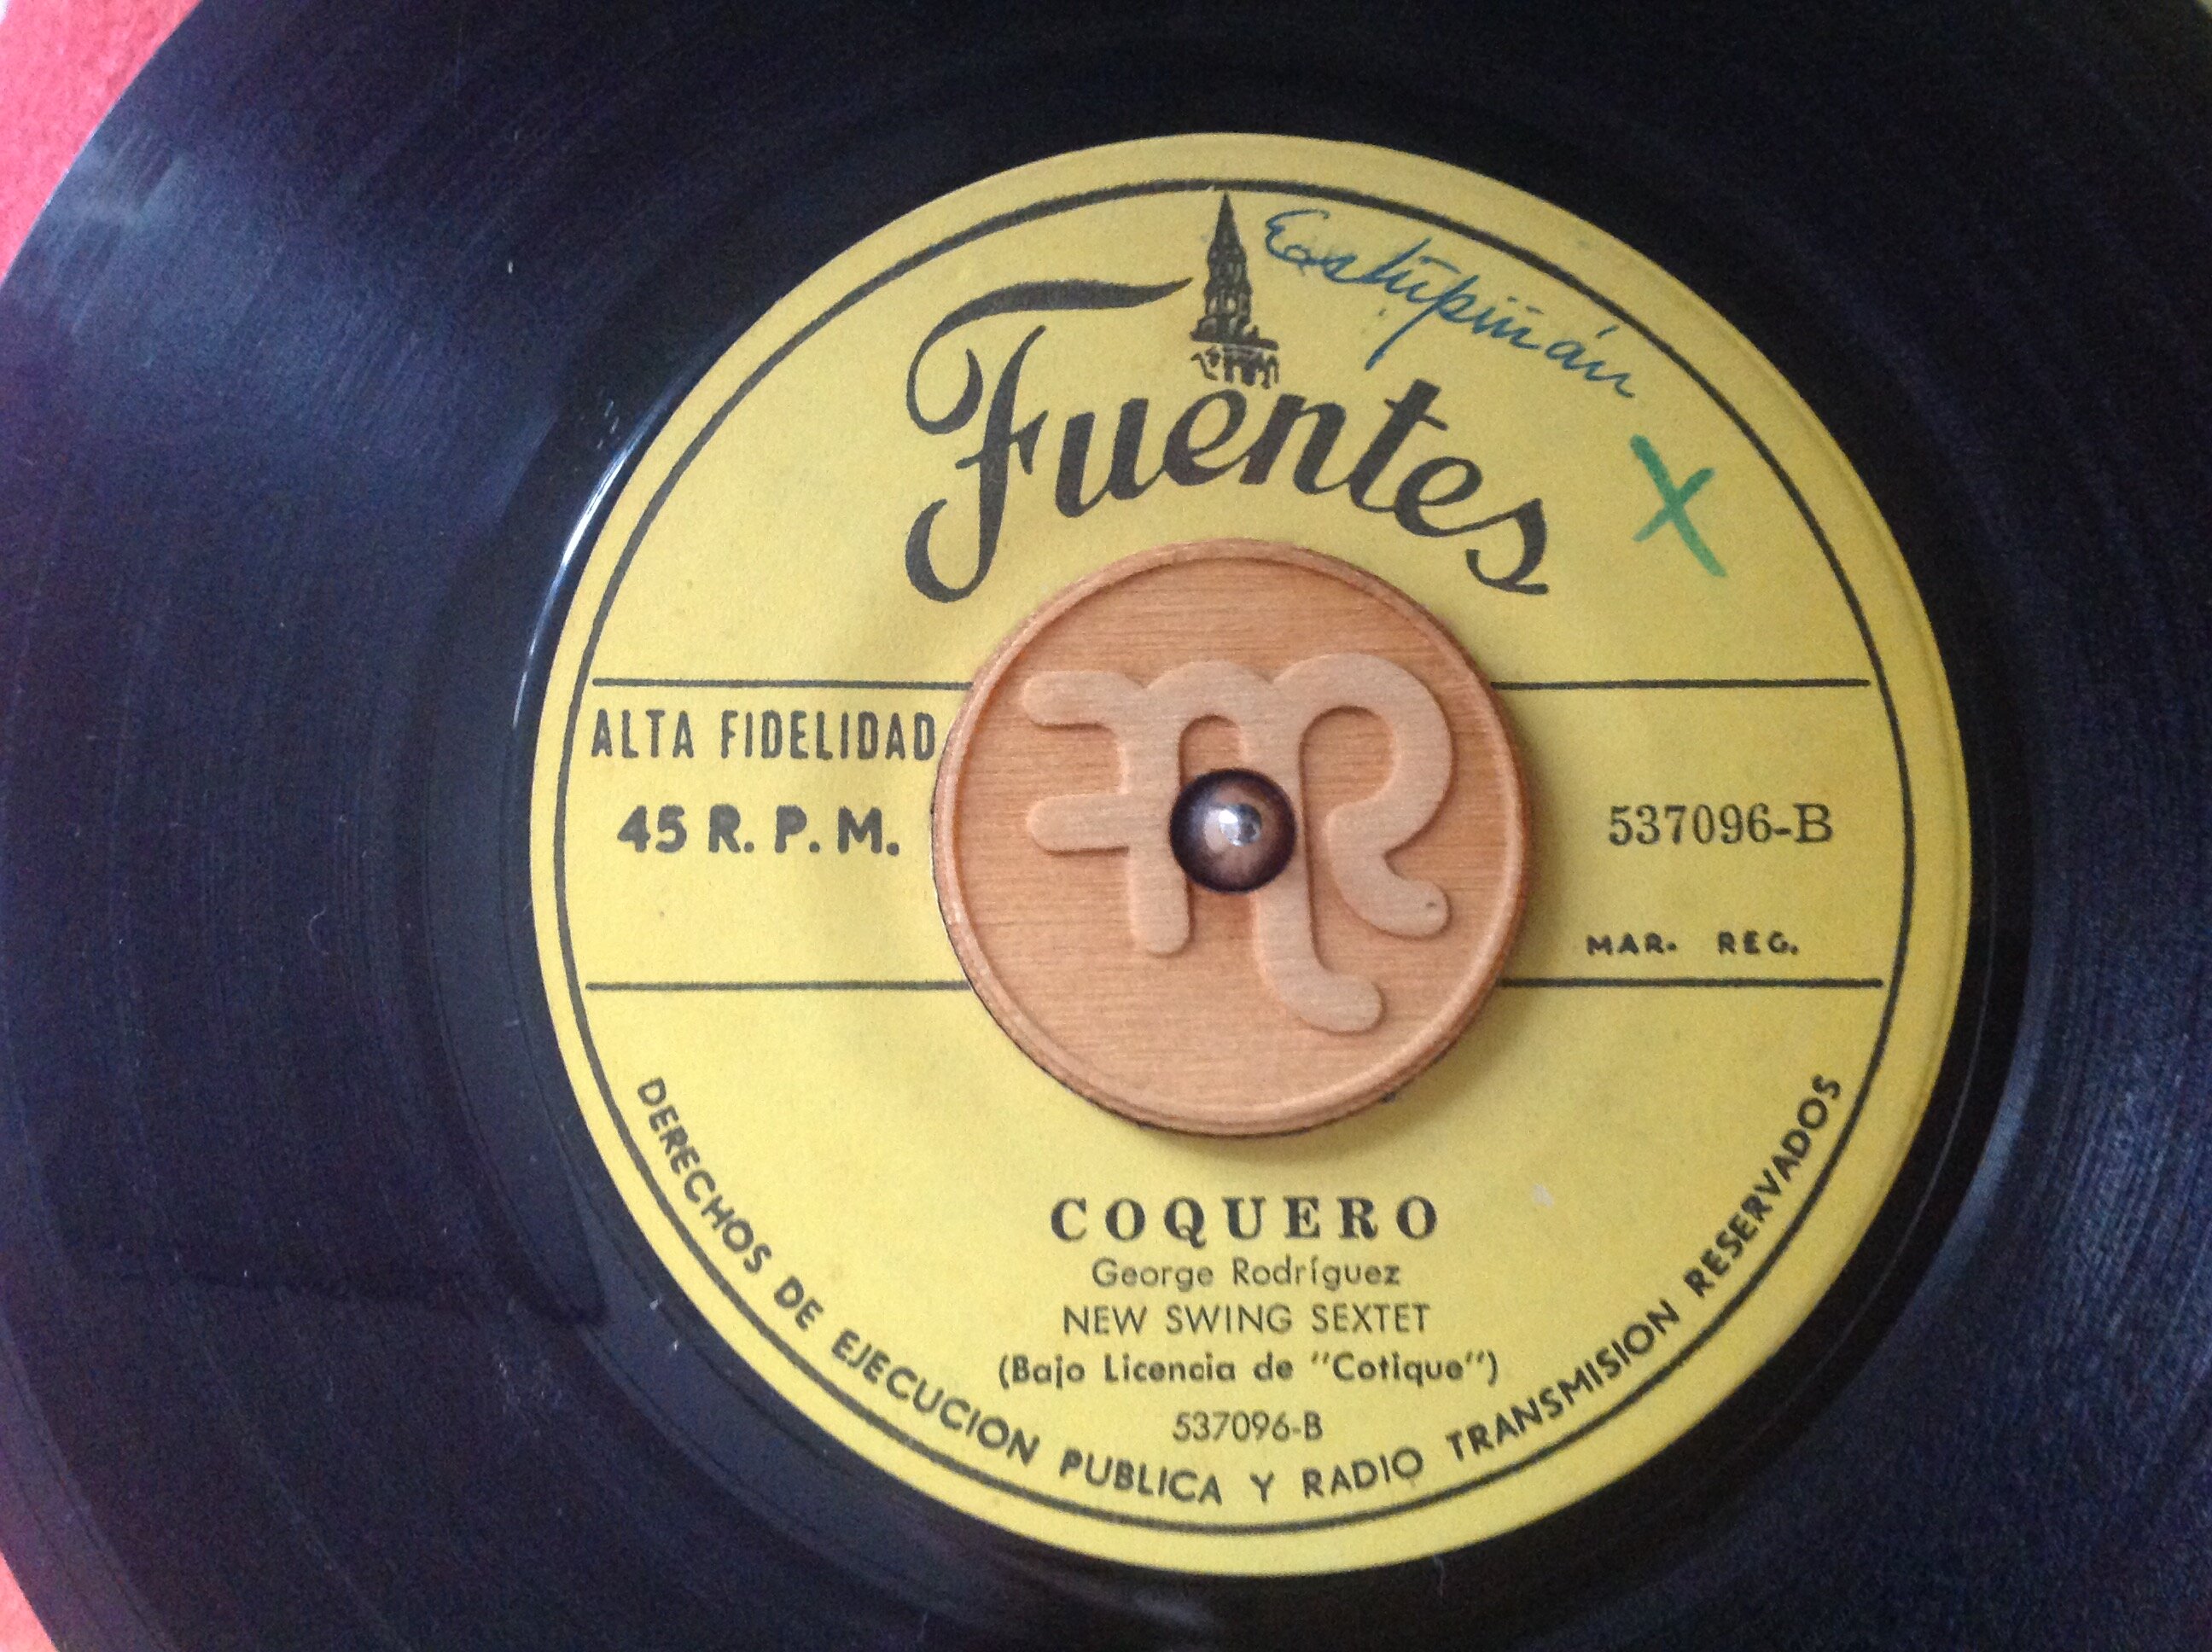 Estupiñán
X
Fuentes
ALTA FIDELIDAD
45 R. P. M.
537096-B
MAR. REG.
COQUERO
George Rodríguez
NEW SWING SEXTET
(Bajo Licencia de "Cotique")
537096-B
DERECHOS DE EJECUCION PUBLICA Y RADIO TRANSMISION RESERVADOS